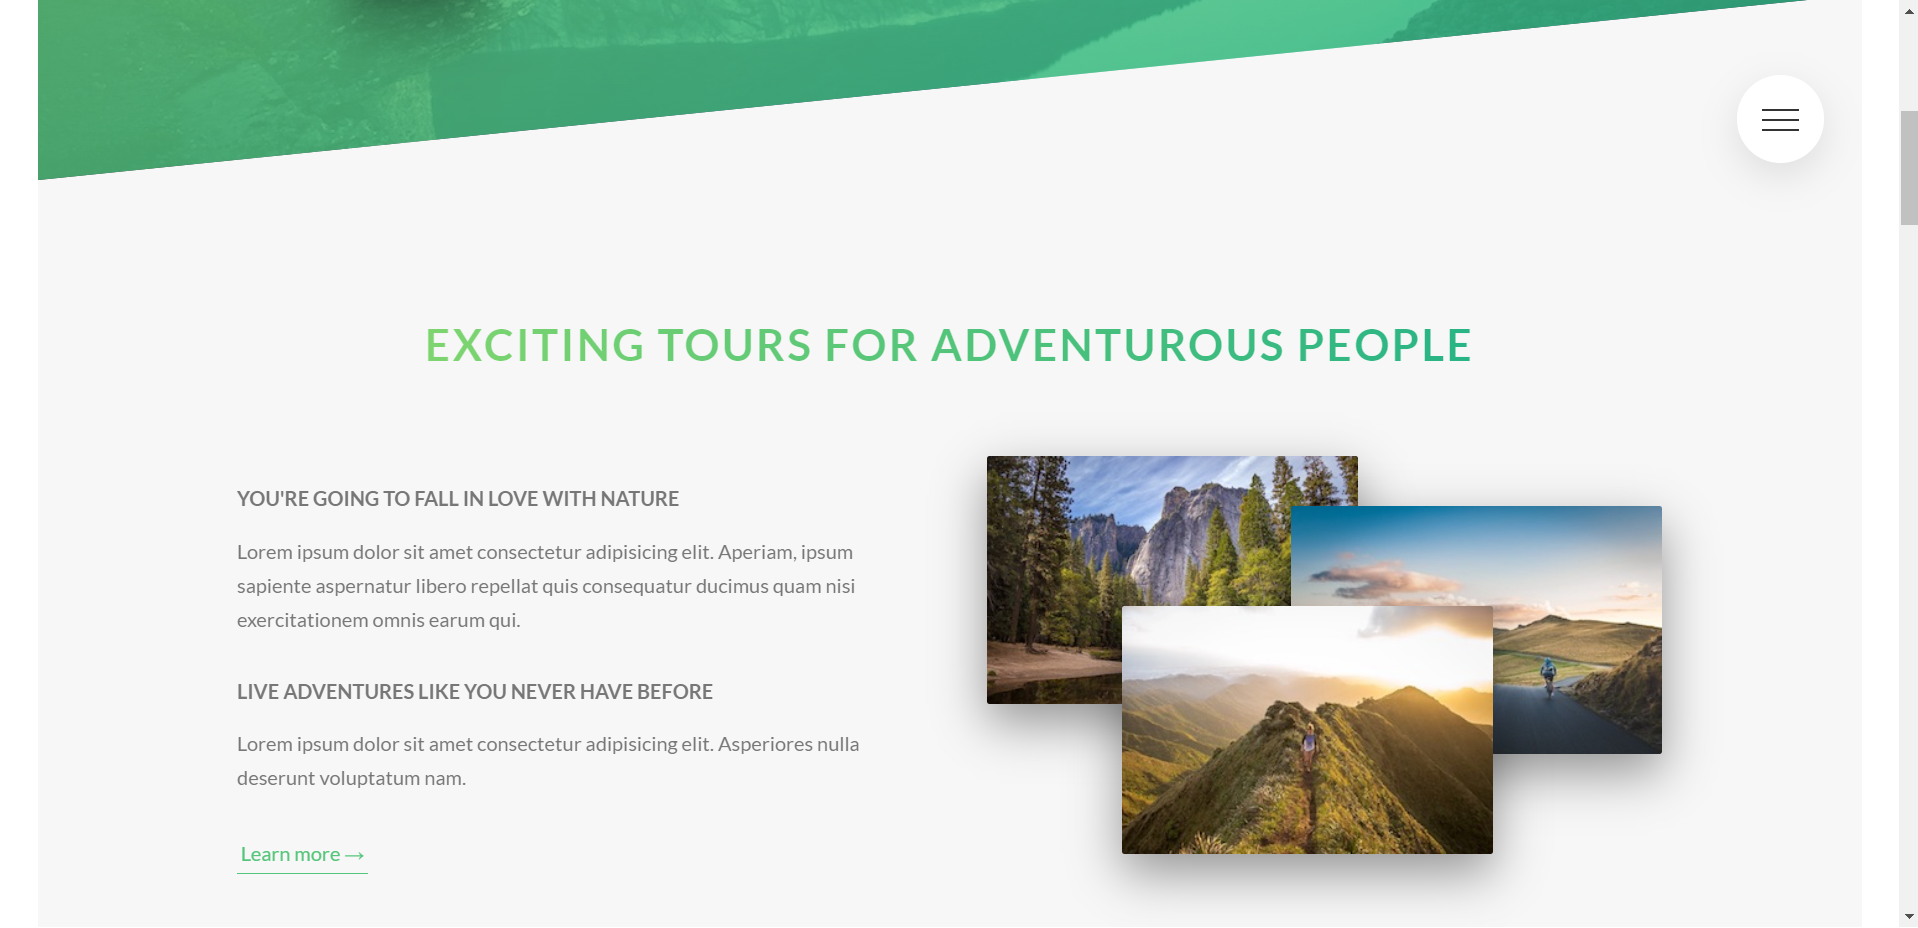 EXCITING TOURS FOR ADVENTUROUS PEOPLE
YOU'RE GOING TO FALL IN LOVE WITH NATURE
Lorem ipsum dolor sit amet consectetur adipisicing elit. Aperiam, ipsum
sapiente aspernatur libero repellat quis consequatur ducimus quam nisi
exercitationem omnis earum qui.
LIVE ADVENTURES LIKE YOU NEVER HAVE BEFORE
Lorem ipsum dolor sit amet consectetur adipisicing elit. Asperiores nulla
deserunt voluptatum nam.
Learn more →